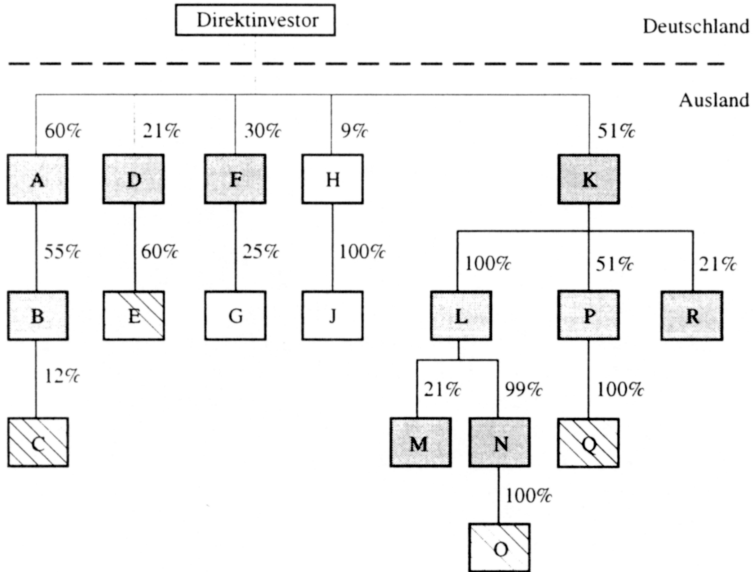 Direktinvestor
Deutschland
Ausland
60% 21% 30% 9% 51%
A D F H K
55% 60% 25% 100% 100% 51% 21%
B E G J L P R
12% 21% 99% 100%
C M N Q
100%
O